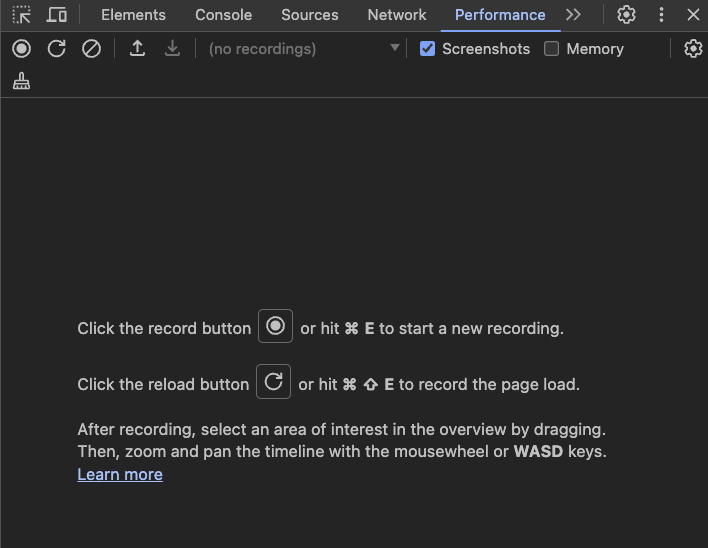 Elements Console Sources Network Performance
(no recordings) Screenshots Memory
Click the record button or hit ⌘ E to start a new recording.
Click the reload button or hit ⌘ ⇧ E to record the page load.
After recording, select an area of interest in the overview by dragging.
Then, zoom and pan the timeline with the mousewheel or WASD keys.
Learn more